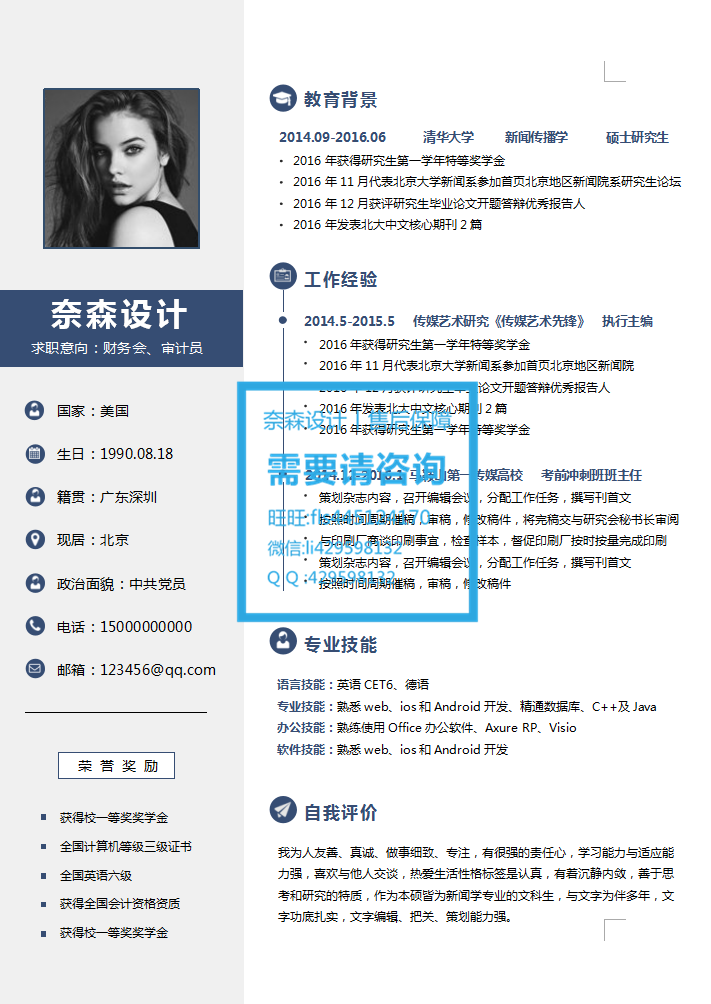 奈森设计
求职意向：财务会、审计员
国家：美国
生日：1990.08.18
籍贯：广东深圳
现居：北京
政治面貌：中共党员
电话：15000000000
邮箱：123456@qq.com
荣誉奖励
获得校一等奖奖学金
全国计算机等级三级证书
全国英语六级
获得全国会计资格资质
获得校一等奖奖学金
教育背景
2014.09-2016.06 清华大学 新闻传播学 硕士研究生
2016 年获得研究生第一学年特等奖学金
2016 年 11 月代表北京大学新闻系参加首页北京地区新闻院系研究生论坛
2016 年 12 月获评研究生毕业论文开题答辩优秀报告人
2016 年发表北大中文核心期刊 2 篇
工作经验
2014.5-2015.5 传媒艺术研究《传媒艺术先锋》 执行主编
2016 年获得研究生第一学年特等奖学金
2016 年 11 月代表北京大学新闻系参加首页北京地区新闻院
2016 年 12 月获评研究生毕业论文开题答辩优秀报告人
2016 年发表北大中文核心期刊 2 篇
2016 年获得研究生第一学年特等奖学金
马鞍山第一传媒高校 考前冲刺班班主任
策划杂志内容，召开编辑会议，分配工作任务，撰写刊首文
按照时间周期催稿，审稿，修改稿件，将完稿交与研究会秘书长审阅
与印刷厂商谈印刷事宜，检查样本，督促印刷厂按时按量完成印刷
策划杂志内容，召开编辑会议，分配工作任务，撰写刊首文
按照时间周期催稿，审稿，修改稿件
奈森设计 | 售后保障
需要请咨询
微信:li429598132
Q Q :429598132
专业技能
语言技能：英语 CET6、德语
专业技能：熟悉 web、ios 和 Android 开发、精通数据库、C++及 Java
办公技能：熟练使用 Office 办公软件、Axure RP、Visio
软件技能：熟悉 web、ios 和 Android 开发
自我评价
我为人友善、真诚、做事细致、专注，有很强的责任心，学习能力与适应能
力强，喜欢与他人交谈，热爱生活性格标签是认真，有着沉静内敛，善于思
考和研究的特质，作为本硕皆为新闻学专业的文科生，与文字为伴多年，文
字功底扎实，文字编辑、把关、策划能力强。